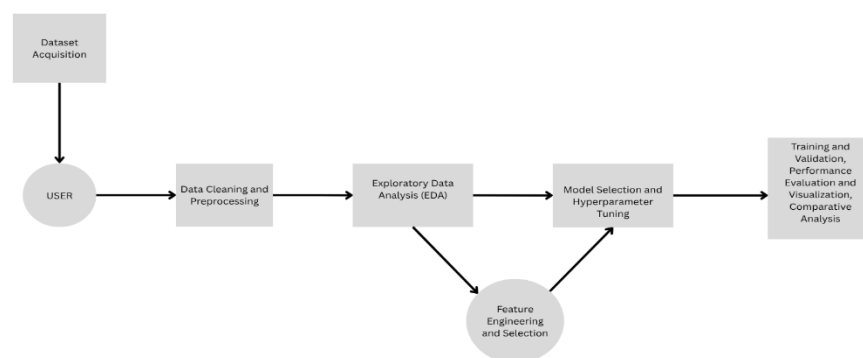 Dataset
Acquisition
USER
Data Cleaning and
Preprocessing
Exploratory Data
Analysis (EDA)
Feature
Engineering
and Selection
Model Selection and
Hyperparameter
Tuning
Training and
Validation,
Performance
Evaluation and
Visualization,
Comparative
Analysis